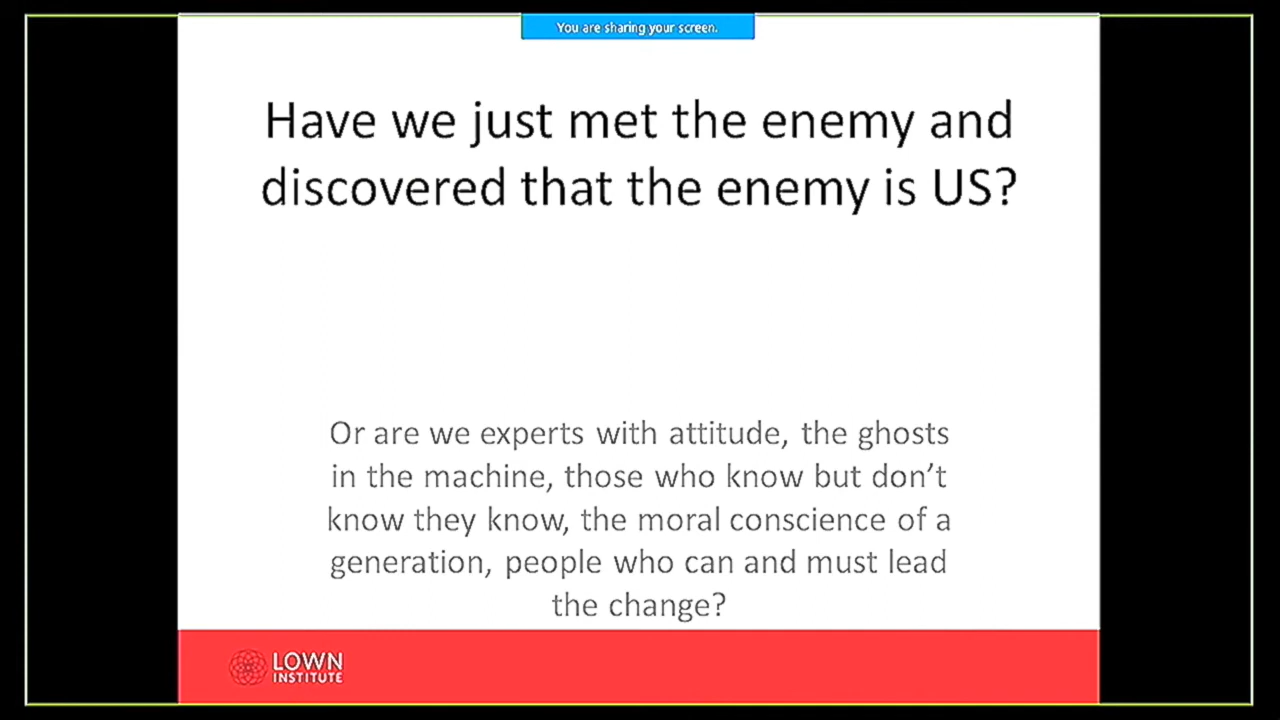 You are sharing your screen.
Have we just met the enemy and
discovered that the enemy is US?
Or are we experts with attitude, the ghosts
in the machine, those who know but don’t
know they know, the moral conscience of a
generation, people who can and must lead
the change?
LOWN
INSTITUTE